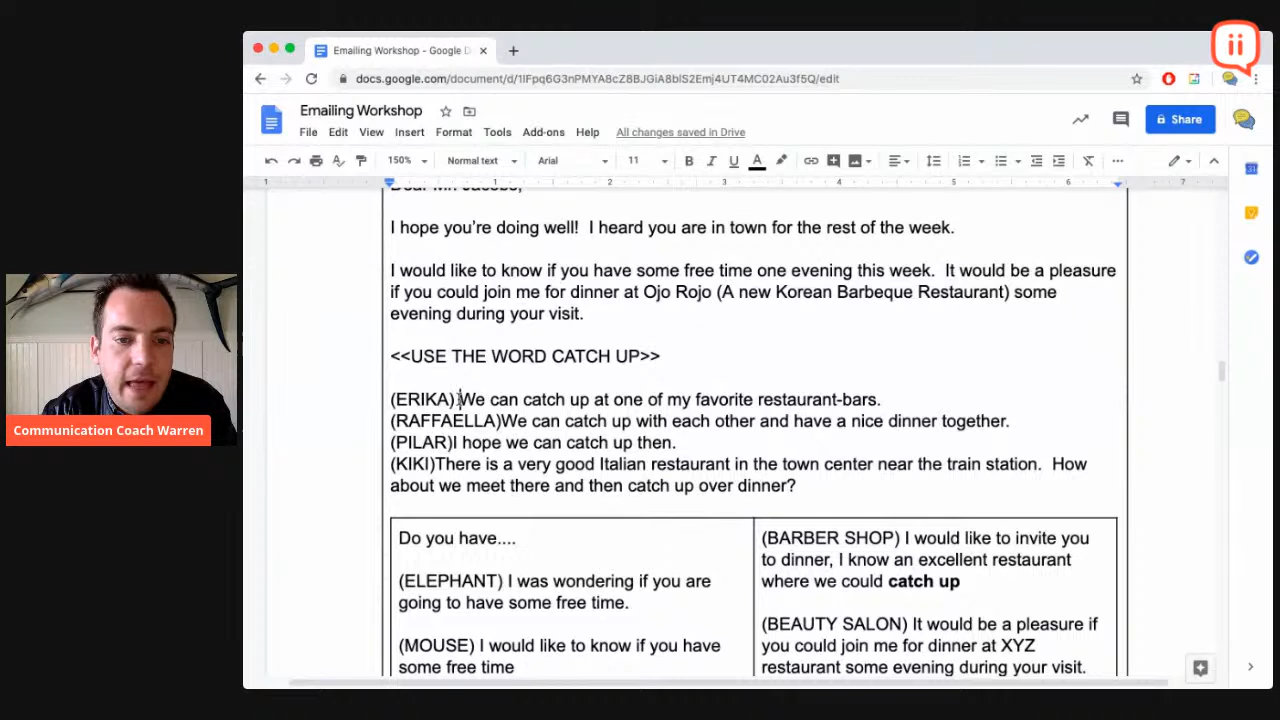 Emailing Workshop - Google D
docs.google.com/document/d/1lFpq6G3nPMYA8cZ8BJGiA8blS2Emj4UT4MC02Au3f5Q/edit
Emailing Workshop
File Edit View Insert Format Tools Add-ons Help All changes saved in Drive
Share
150% Normal text Arial 11 B I U A
1 1 2 3 4 5 6 7
Dear Mr. Jacobs,
I hope you're doing well! I heard you are in town for the rest of the week.
I would like to know if you have some free time one evening this week. It would be a pleasure
if you could join me for dinner at Ojo Rojo (A new Korean Barbeque Restaurant) some
evening during your visit.
<<USE THE WORD CATCH UP>>
(ERIKA) We can catch up at one of my favorite restaurant-bars.
(RAFFAELLA)We can catch up with each other and have a nice dinner together.
(PILAR)I hope we can catch up then.
(KIKI)There is a very good Italian restaurant in the town center near the train station. How
about we meet there and then catch up over dinner?
Do you have....
(ELEPHANT) I was wondering if you are
going to have some free time.
(MOUSE) I would like to know if you have
some free time
(BARBER SHOP) I would like to invite you
to dinner, I know an excellent restaurant
where we could catch up
(BEAUTY SALON) It would be a pleasure if
you could join me for dinner at XYZ
restaurant some evening during your visit.
Communication Coach Warren